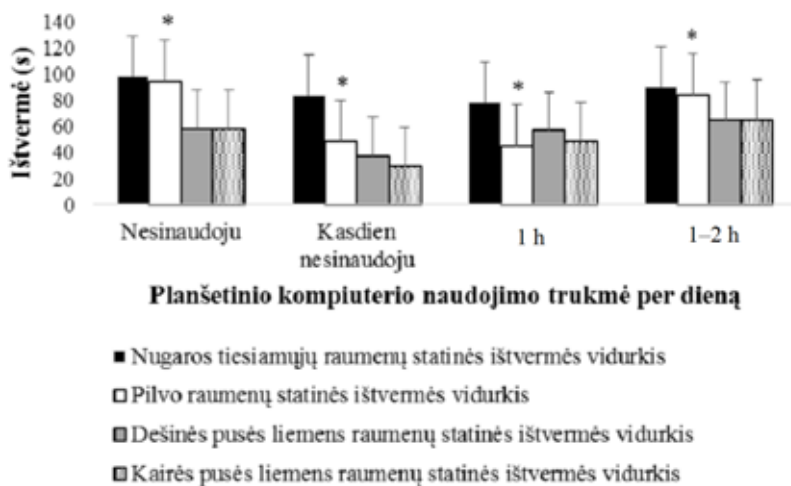 140
120
100
80
60
40
20
0
Ištvermė (s)
* * * *
Nesinaudoju
Kasdien
nesinaudoju
1 h
1–2 h
Planšetinio kompiuterio naudojimo trukmė per dieną
Nugaros tiesiamųjų raumenų statinės ištvermės vidurkis
Pilvo raumenų statinės ištvermės vidurkis
Dešinės pusės liemens raumenų statinės ištvermės vidurkis
Kairės pusės liemens raumenų statinės ištvermės vidurkis